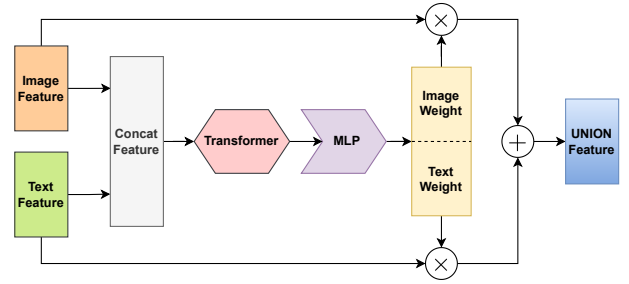 Image
Feature
Text
Feature
Concat
Feature
Transformer
MLP
Image
Weight
Text
Weight
UNION
Feature